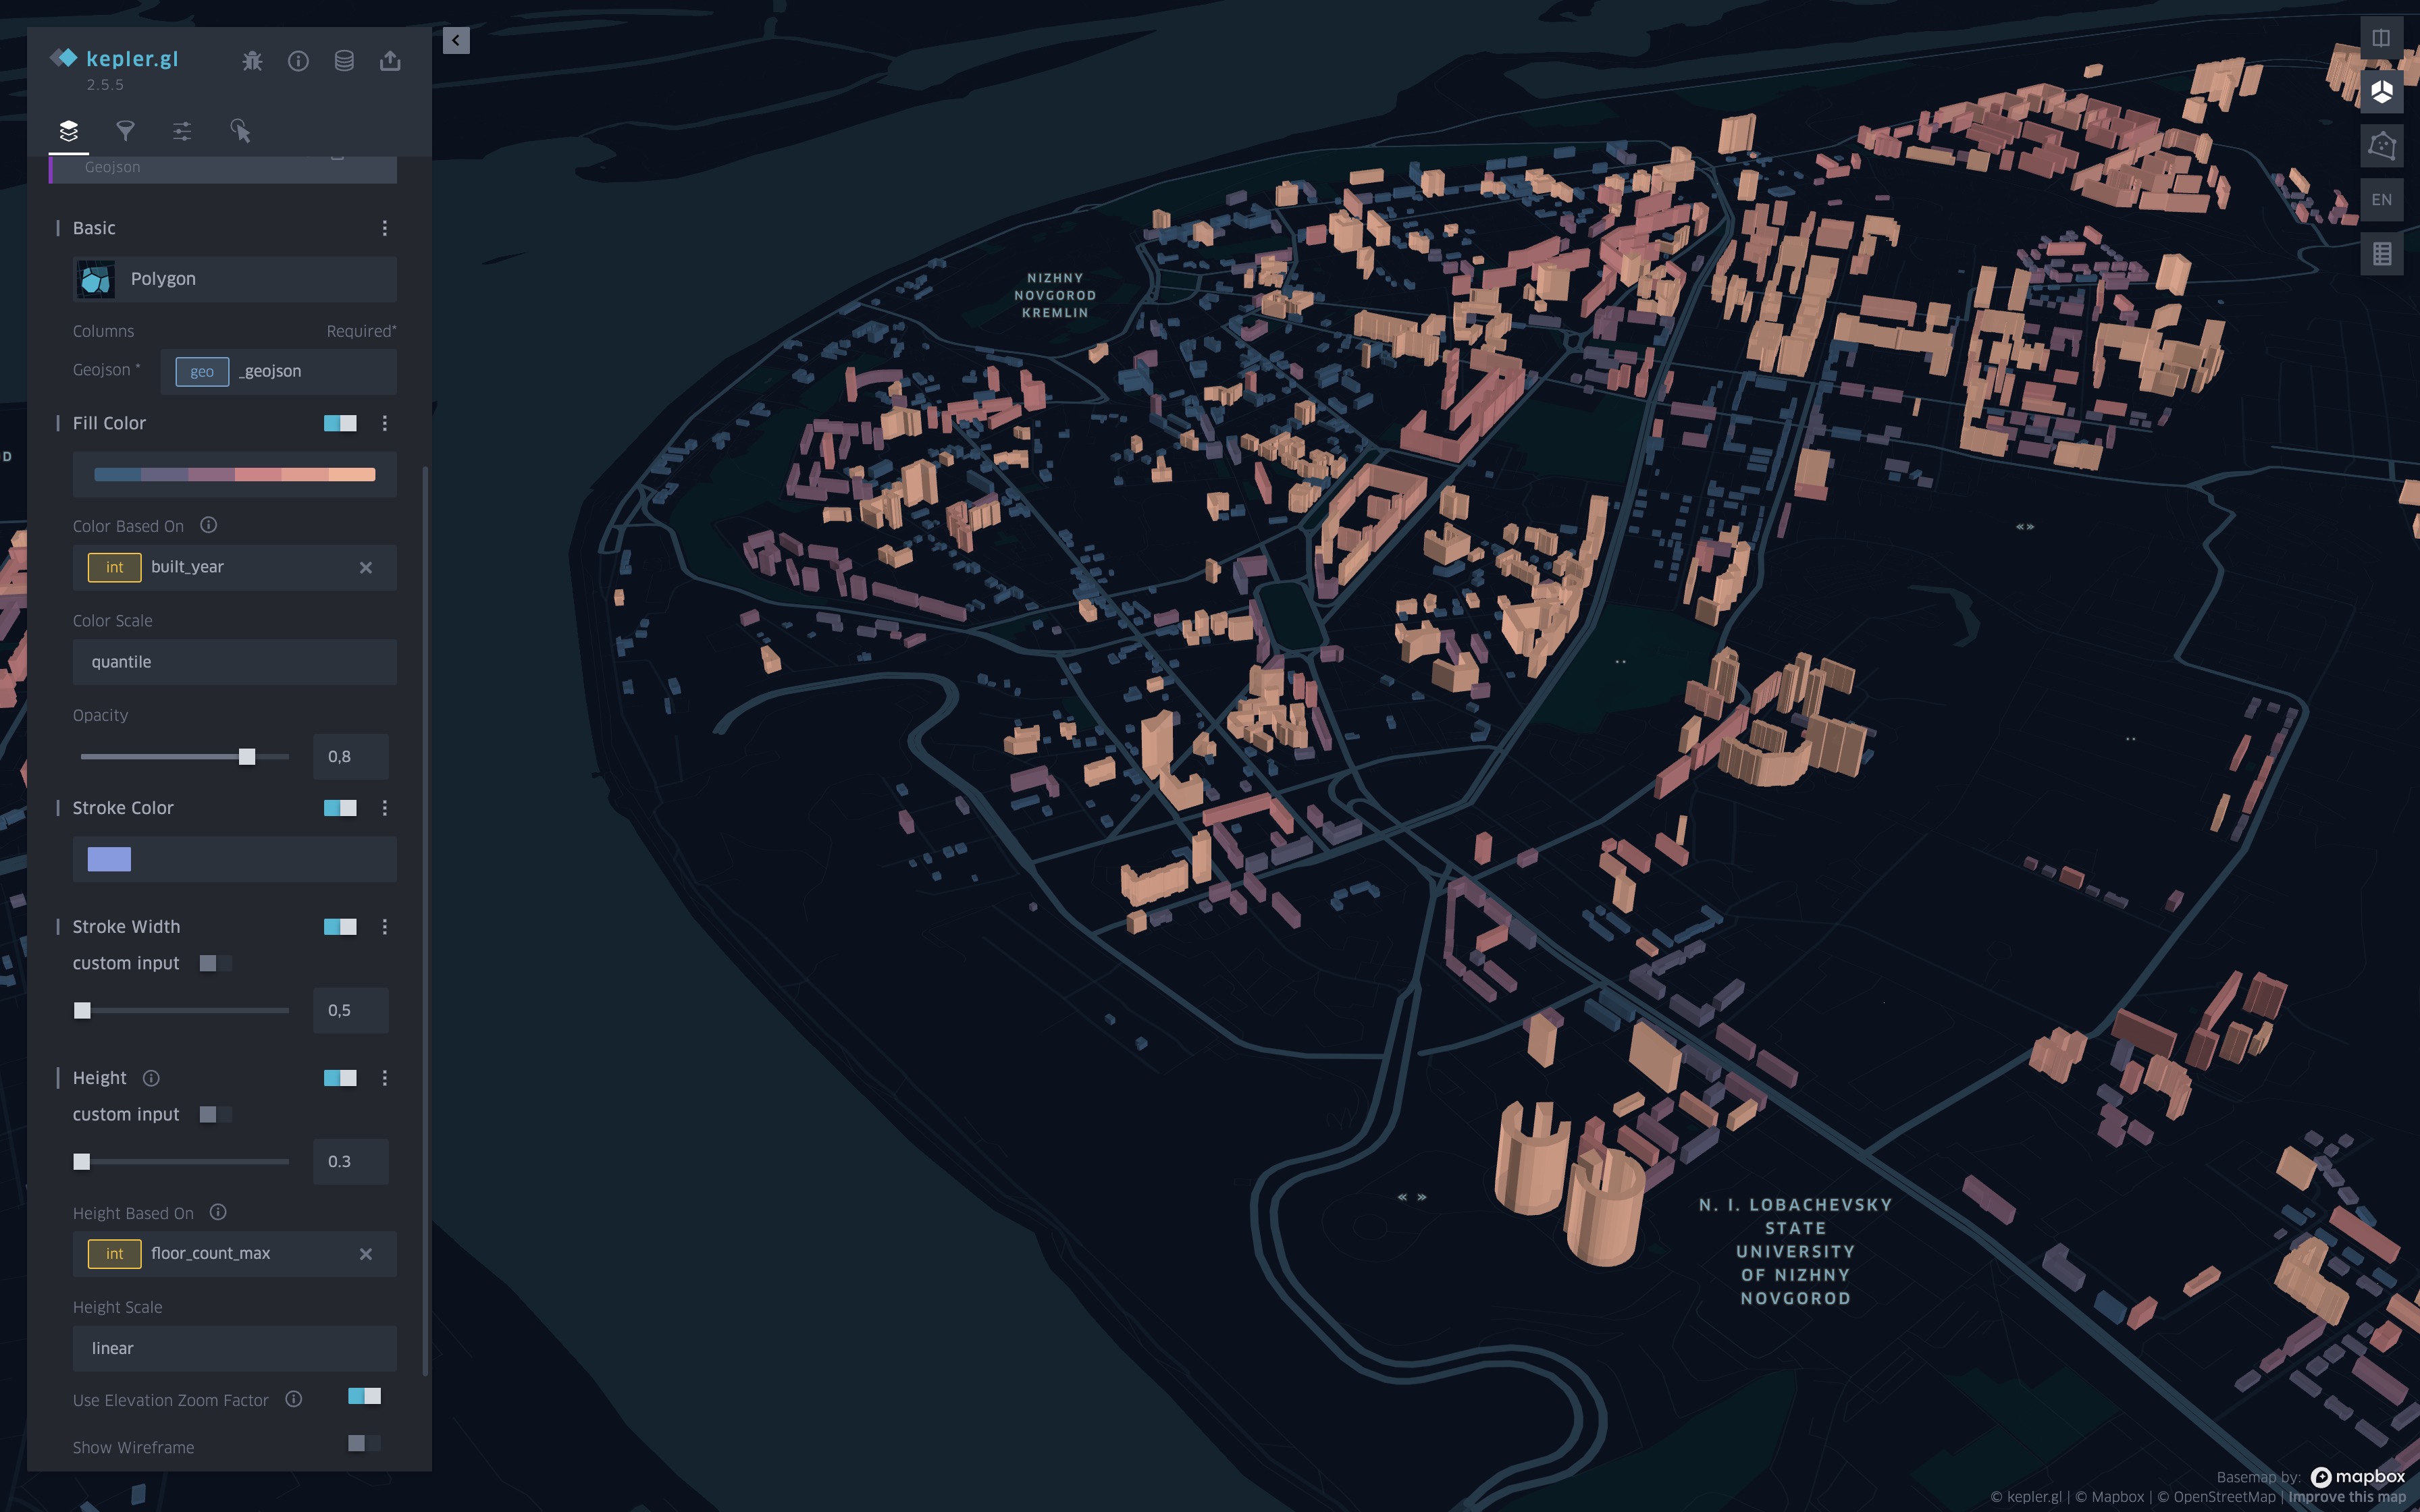 kepler.gl
2.5.5
Geojson
Basic
Polygon
Columns Required*
Geojson * geo _geojson
Fill Color
Color Based On
int built_year
Color Scale
quantile
Opacity
0,8
Stroke Color
Stroke Width
custom input
0,5
Height
custom input
0.3
Height Based On
int floor_count_max
Height Scale
linear
Use Elevation Zoom Factor
Show Wireframe
EN
NIZHNY
NOVGOROD
KREMLIN
« »
« »
N. I. LOBACHEVSKY
STATE
UNIVERSITY
OF NIZHNY
NOVGOROD
Basemap by: mapbox
© kepler.gl | © Mapbox | © OpenStreetMap | Improve this map